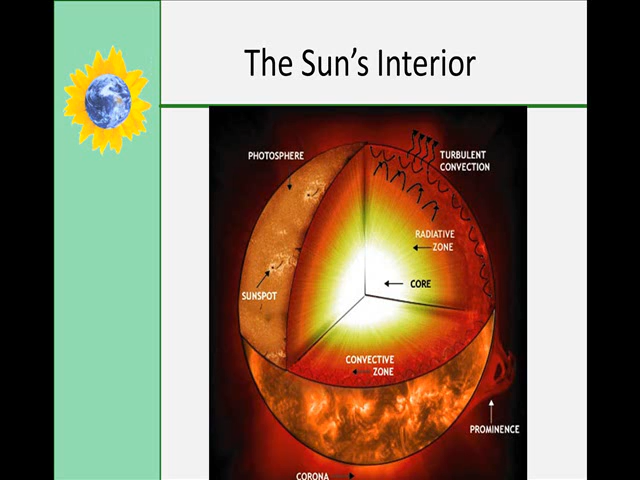 The Sun's Interior
PHOTOSPHERE
TURBULENT
CONVECTION
RADIATIVE
ZONE
CORE
SUNSPOT
CONVECTIVE
ZONE
PROMINENCE
CORONA